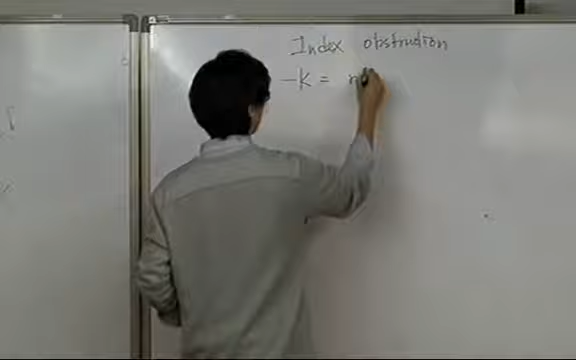 Index obstruction
-K = r